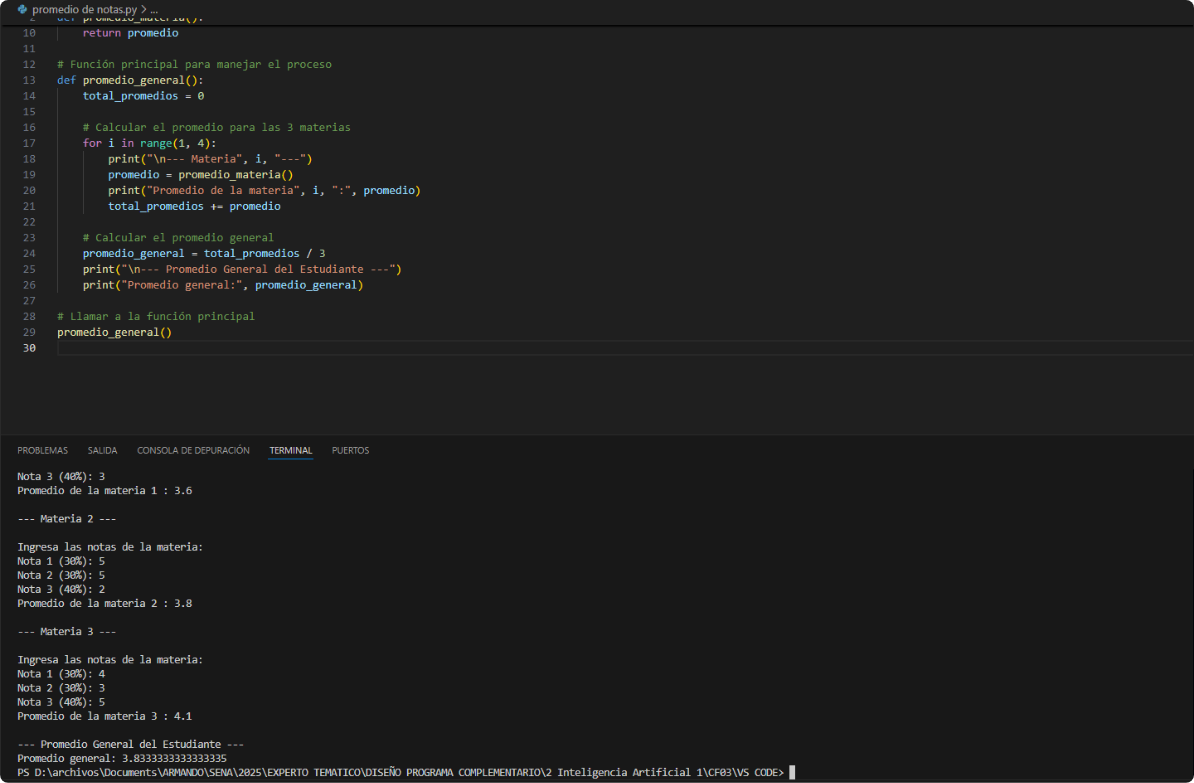 promedio de notas.py > ...
2 def promedio_materia():
10 return promedio
11
12 # Función principal para manejar el proceso
13 def promedio_general():
14 total_promedios = 0
15
16 # Calcular el promedio para las 3 materias
17 for i in range(1, 4):
18 print("\n--- Materia", i, "---")
19 promedio = promedio_materia()
20 print("Promedio de la materia", i, ":", promedio)
21 total_promedios += promedio
22
23 # Calcular el promedio general
24 promedio_general = total_promedios / 3
25 print("\n--- Promedio General del Estudiante ---")
26 print("Promedio general:", promedio_general)
27
28 # Llamar a la función principal
29 promedio_general()
30
PROBLEMAS SALIDA CONSOLA DE DEPURACIÓN TERMINAL PUERTOS
Nota 3 (40%): 3
Promedio de la materia 1 : 3.6
--- Materia 2 ---
Ingresa las notas de la materia:
Nota 1 (30%): 5
Nota 2 (30%): 5
Nota 3 (40%): 2
Promedio de la materia 2 : 3.8
--- Materia 3 ---
Ingresa las notas de la materia:
Nota 1 (30%): 4
Nota 2 (30%): 3
Nota 3 (40%): 5
Promedio de la materia 3 : 4.1
--- Promedio General del Estudiante ---
Promedio general: 3.8333333333333335
PS D:\archivos\Documents\ARMANDO\SENA\2025\EXPERTO TEMATICO\DISEÑO PROGRAMA COMPLEMENTARIO\2 Inteligencia Artificial 1\CF03\VS CODE>